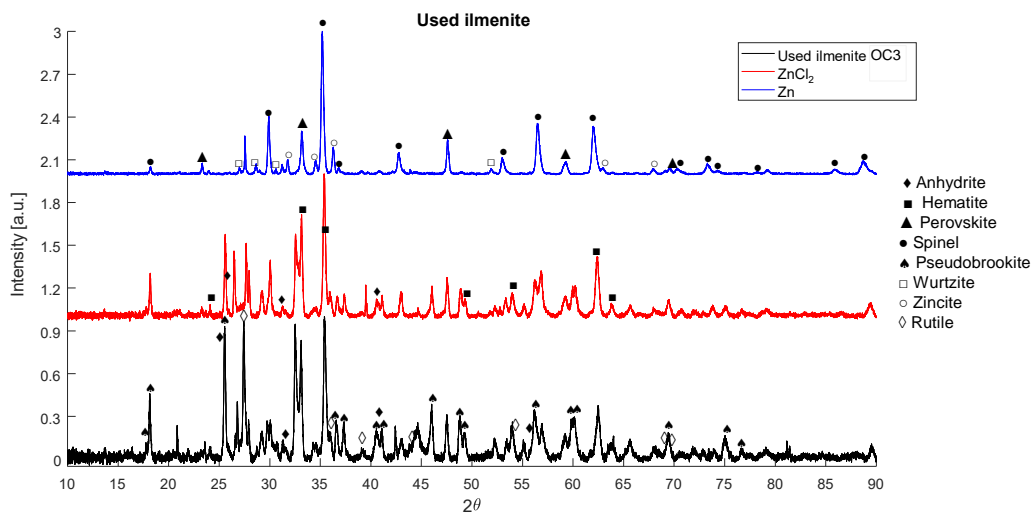 Used ilmenite
3
2.7
2.4
2.1
1.8
1.5
1.2
0.9
0.6
0.3
0
Intensity [a.u.]
10 15 20 25 30 35 40 45 50 55 60 65 70 75 80 85 90
2θ
Used ilmenite OC3
ZnCl₂
Zn
Anhydrite
Hematite
Perovskite
Spinel
Pseudobrookite
Wurtzite
Zincite
Rutile